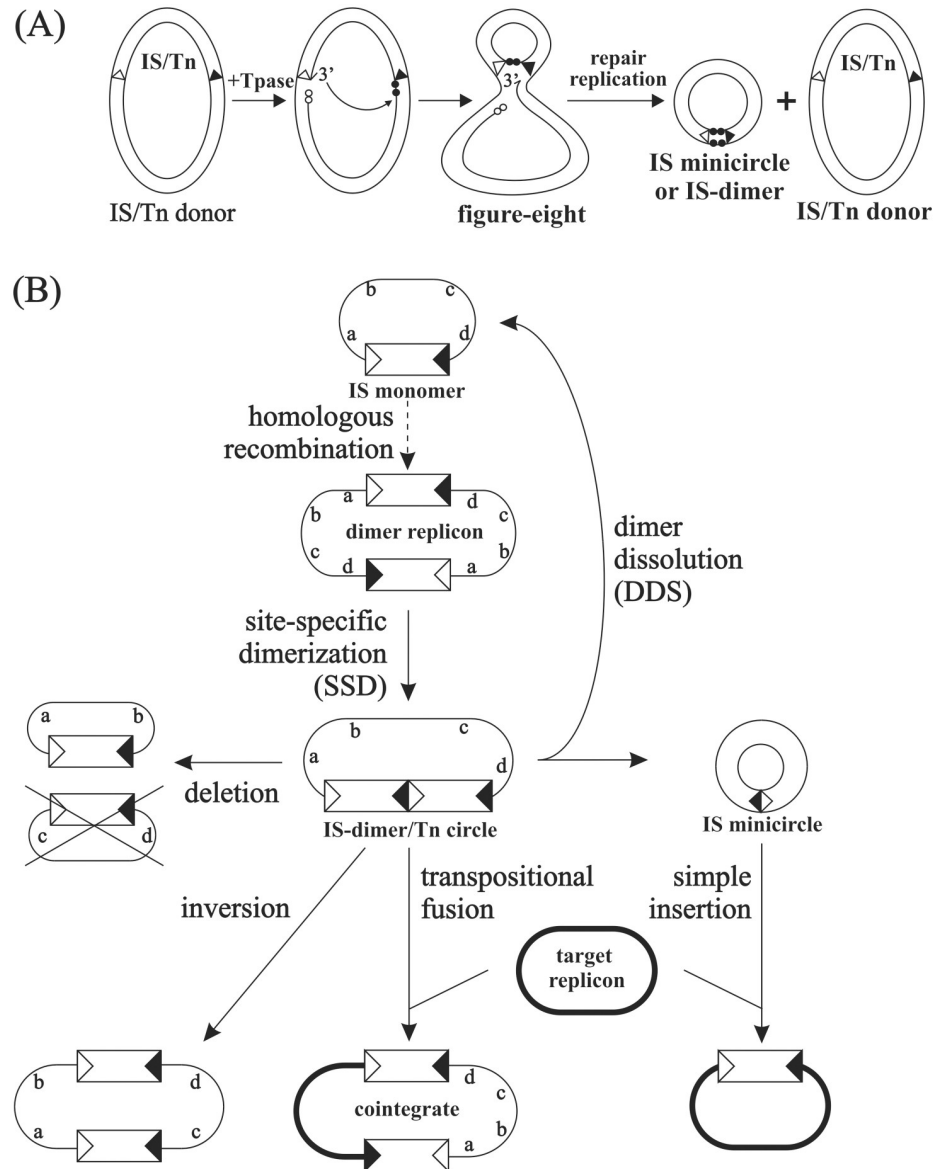 (A)
IS/Tn
+Tpase
3'
3'
repair
replication
+
IS/Tn
IS/Tn donor
figure-eight
IS minicircle
or IS-dimer
IS/Tn donor
(B)
b c
a d
IS monomer
homologous
recombination
a d
b c
dimer replicon
c b
d a
dimer
dissolution
(DDS)
site-specific
dimerization
(SSD)
a b
deletion
c d
b c
a d
IS-dimer/Tn circle
IS minicircle
inversion
transpositional
fusion
simple
insertion
target
replicon
b d
a c
d
cointegrate
c
b
a